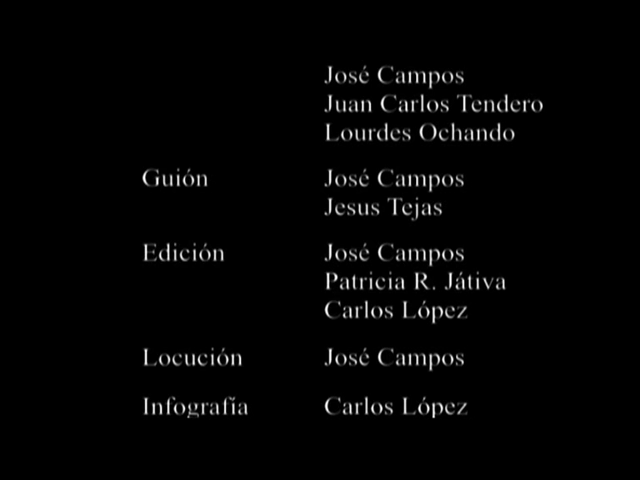 José Campos
Juan Carlos Tendero
Lourdes Ochando
Guión José Campos
Jesus Tejas
Edición José Campos
Patricia R. Játiva
Carlos López
Locución José Campos
Infografía Carlos López